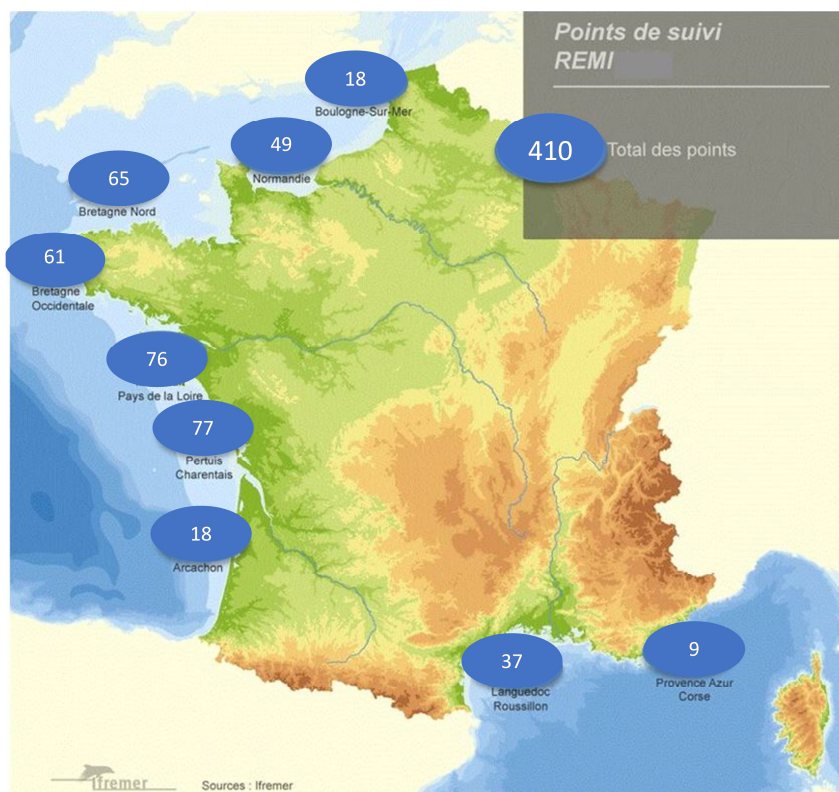 Points de suivi
REMI
410 Total des points
18
Boulogne-Sur-Mer
49
Normandie
65
Bretagne Nord
61
Bretagne
Occidentale
76
Pays de la Loire
77
Pertuis
Charentais
18
Arcachon
37
Languedoc
Roussillon
9
Provence Azur
Corse
Ifremer
Sources : Ifremer